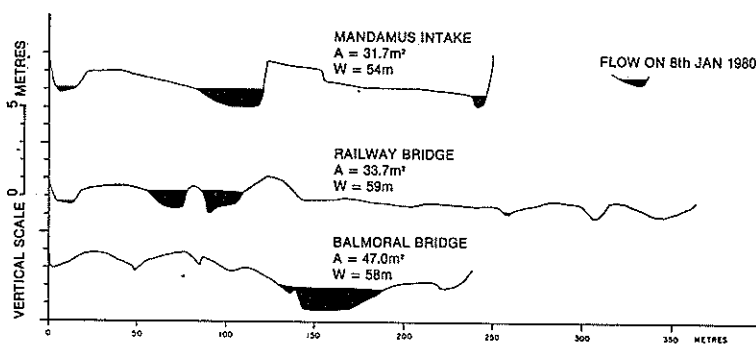 MANDAMUS INTAKE
A = 31.7m²
W = 54m
FLOW ON 8th JAN 1980
RAILWAY BRIDGE
A = 33.7m²
W = 59m
BALMORAL BRIDGE
A = 47.0m²
W = 58m
VERTICAL SCALE 0 5 METRES
0 50 100 150 200 250 300 350 METRES